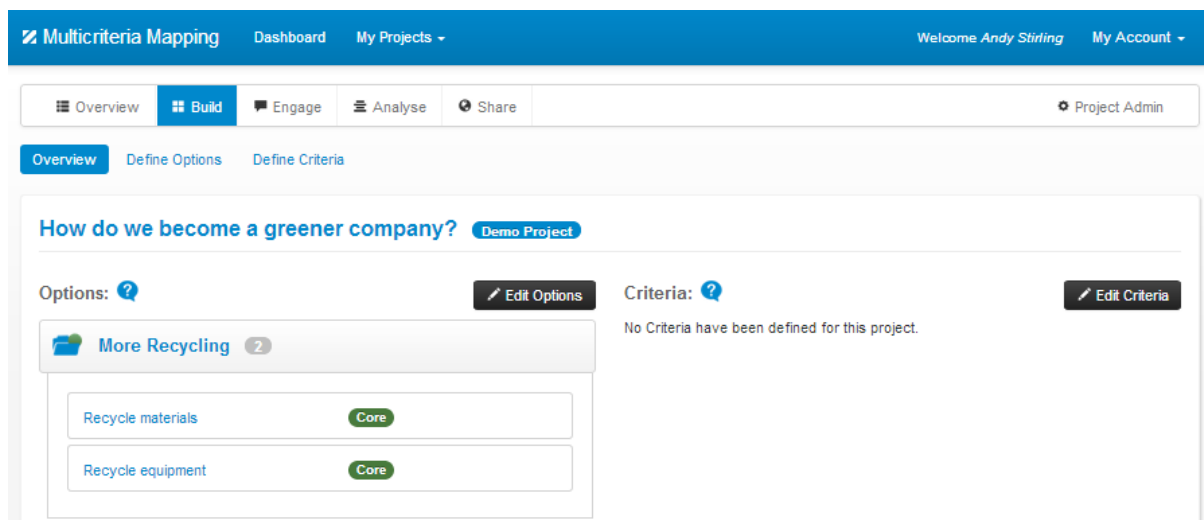 Multicriteria Mapping Dashboard My Projects Welcome Andy Stirling My Account
Overview Build Engage Analyse Share Project Admin
Overview Define Options Define Criteria
How do we become a greener company? Demo Project
Options: ? Edit Options
More Recycling 2
Recycle materials Core
Recycle equipment Core
Criteria: ? Edit Criteria
No Criteria have been defined for this project.